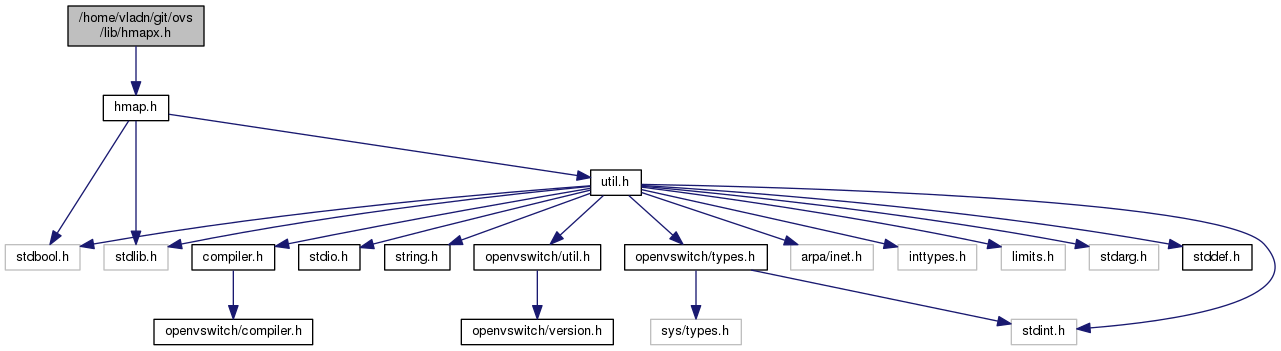 /home/vladn/git/ovs
/lib/hmapx.h
hmap.h
util.h
stdbool.h
stdlib.h
compiler.h
stdio.h
string.h
openvswitch/util.h
openvswitch/types.h
arpa/inet.h
inttypes.h
limits.h
stdarg.h
stddef.h
openvswitch/compiler.h
openvswitch/version.h
sys/types.h
stdint.h